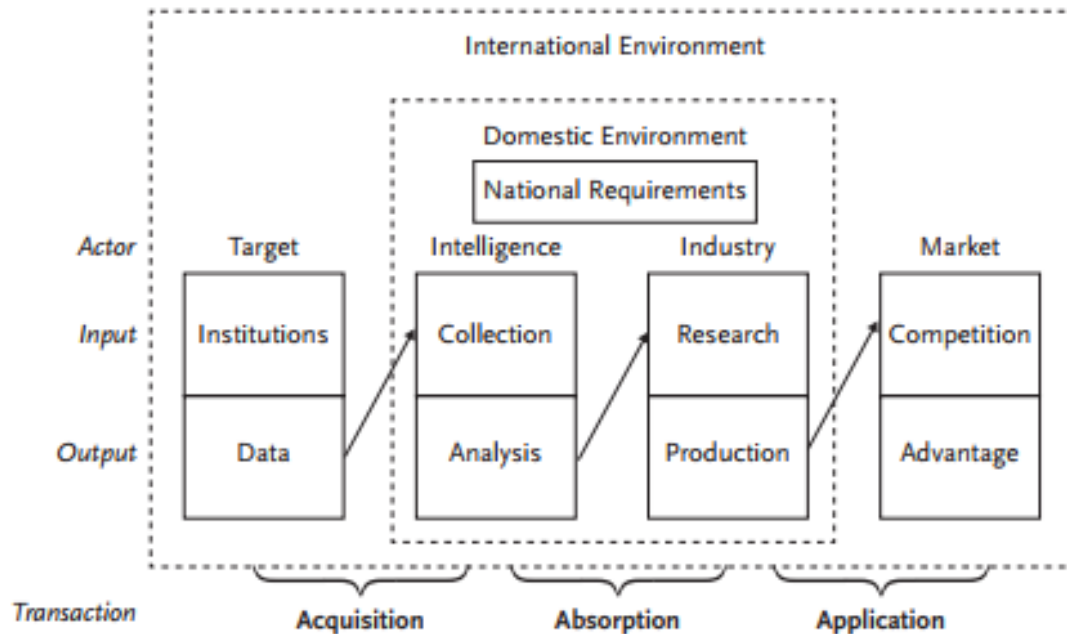 International Environment
Domestic Environment
National Requirements
Actor Target Intelligence Industry Market
Input Institutions Collection Research Competition
Output Data Analysis Production Advantage
Transaction Acquisition Absorption Application